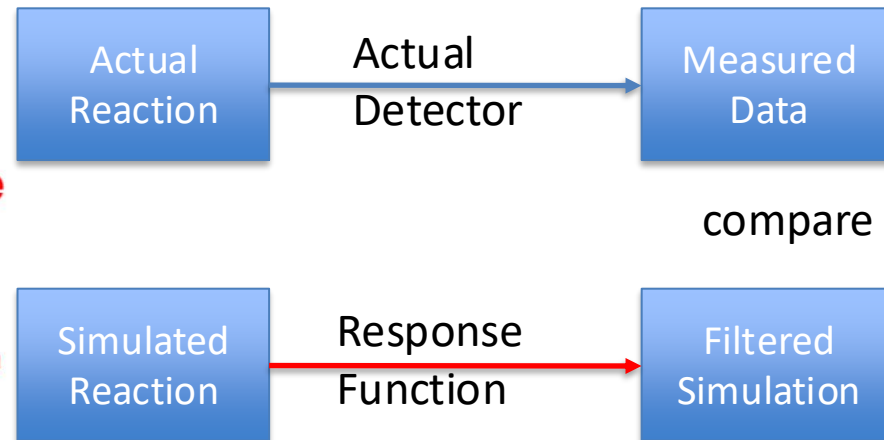 Actual
Reaction
Actual
Detector
Measured
Data
compare
Simulated
Reaction
Response
Function
Filtered
Simulation